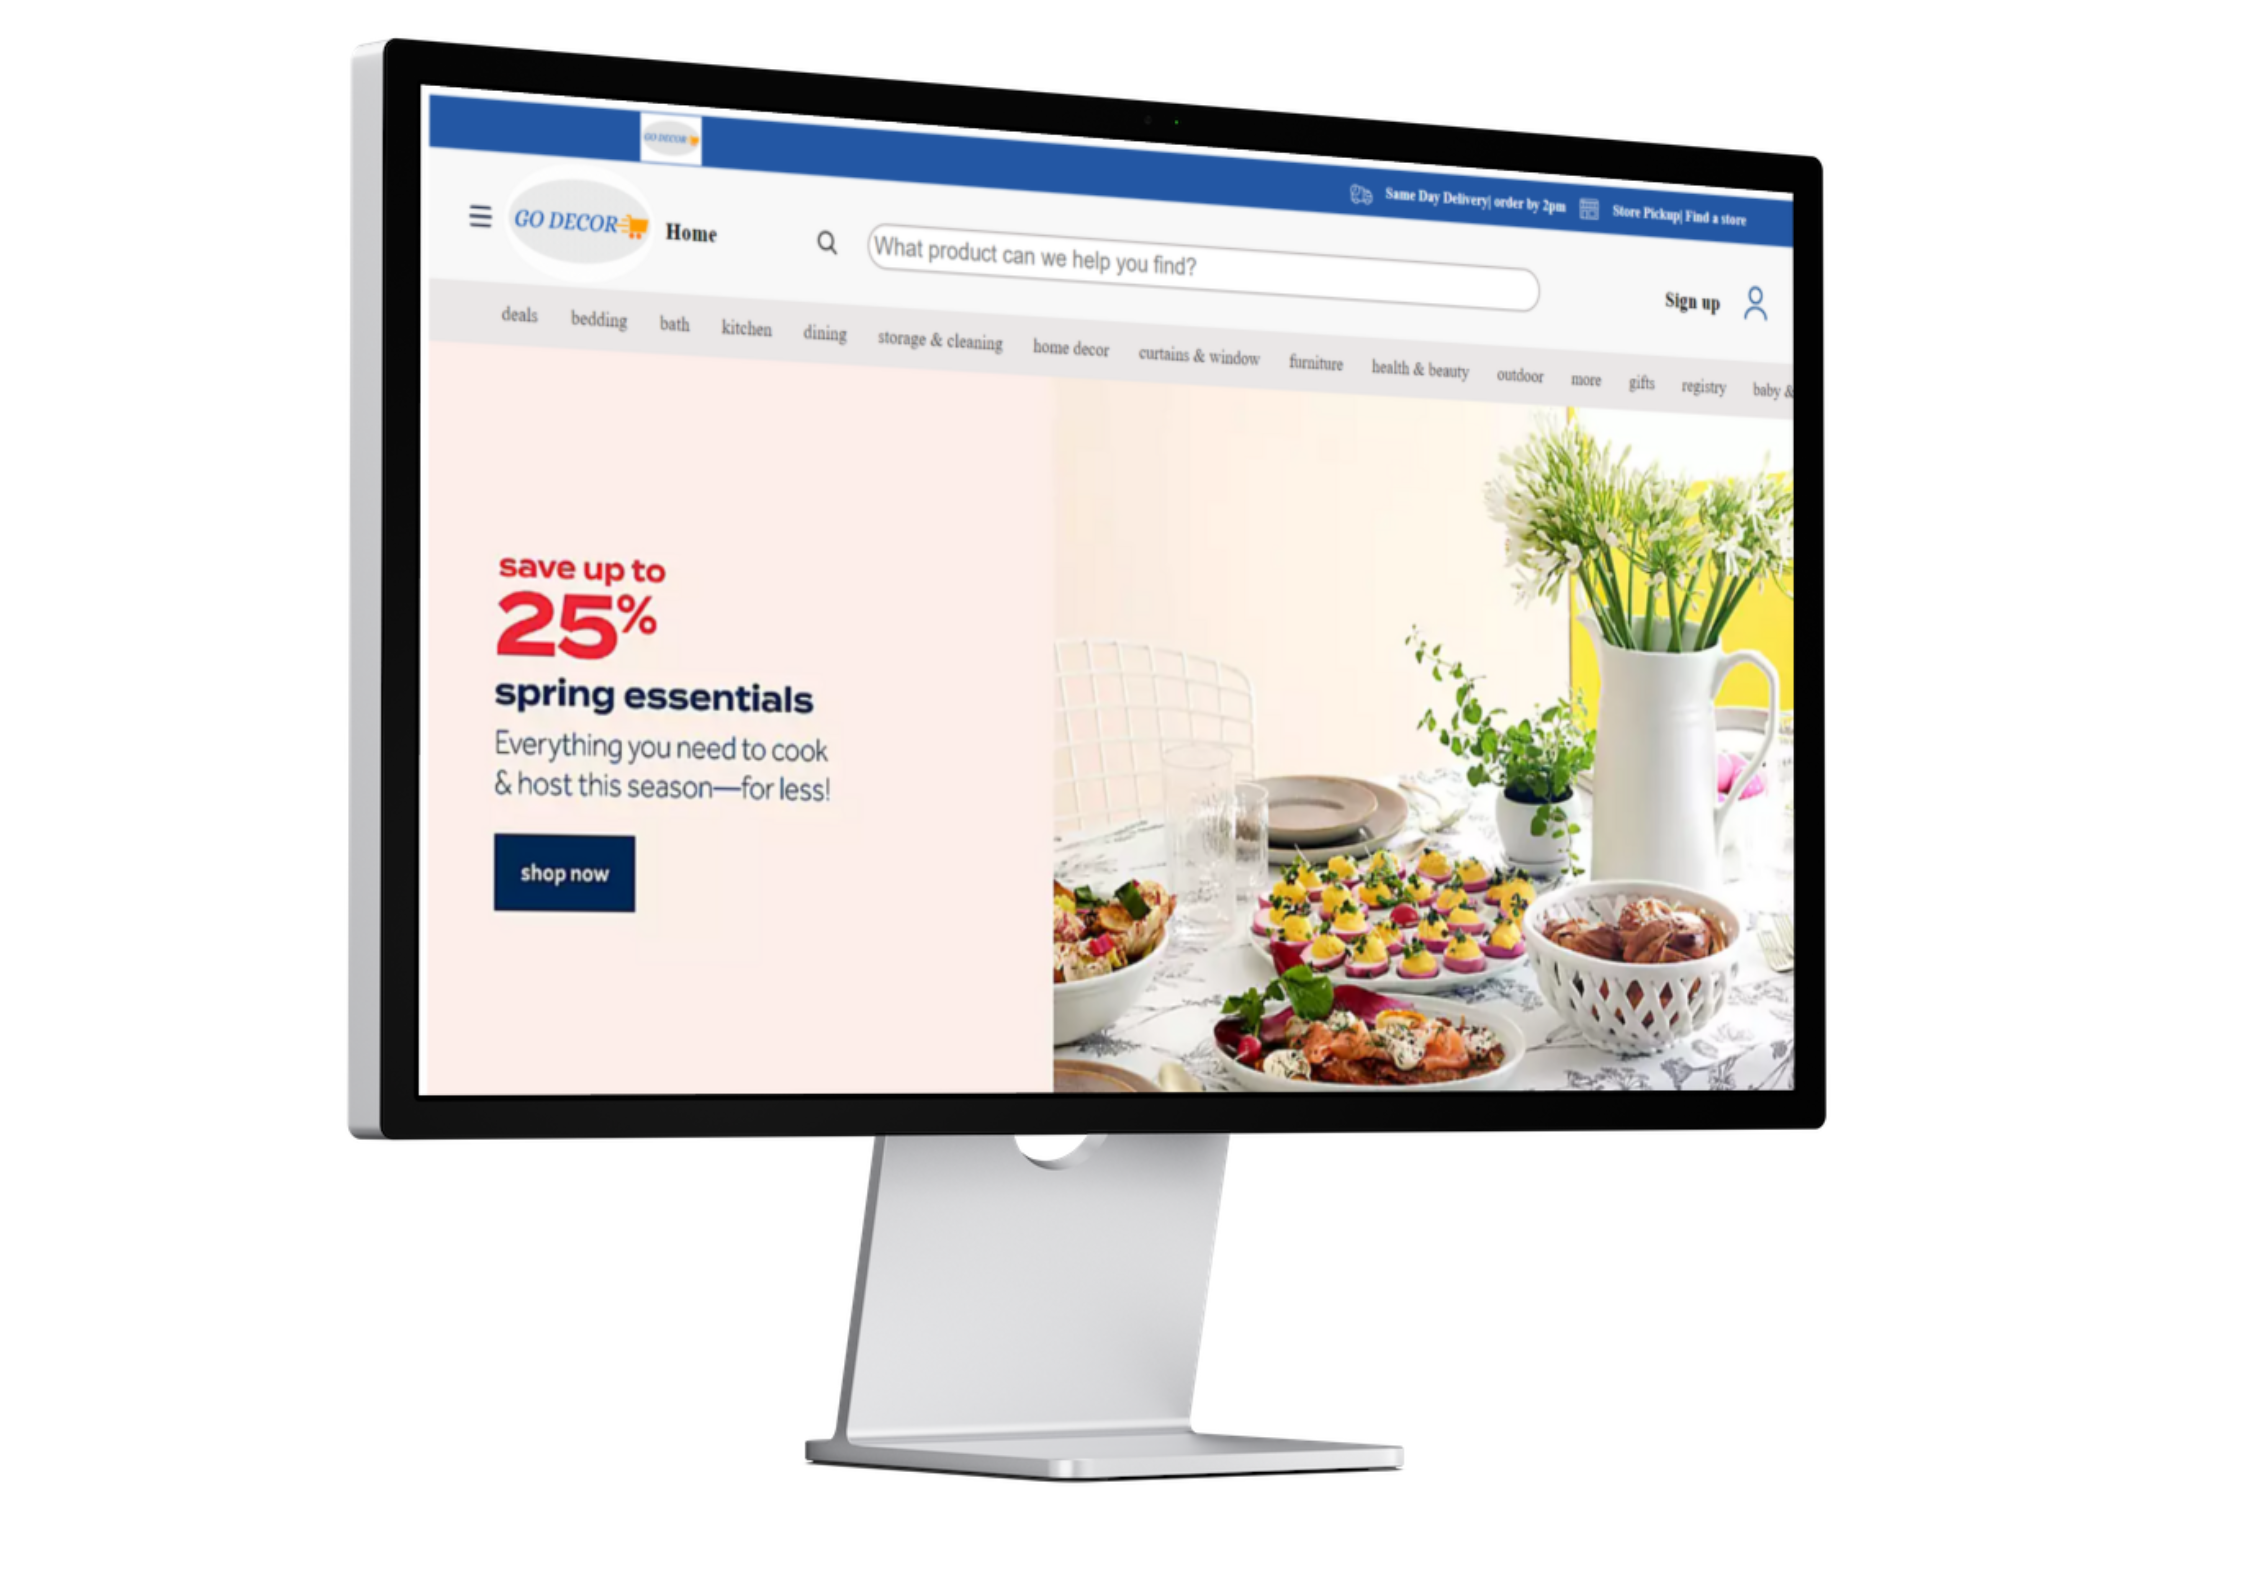 GO DECOR
Same Day Delivery| order by 2pm
Store Pickup| Find a store
GO DECOR
Home
What product can we help you find?
Sign up
deals bedding bath kitchen dining storage & cleaning home decor curtains & window furniture health & beauty outdoor more gifts registry baby &
save up to
25%
spring essentials
Everything you need to cook
& host this season—for less!
shop now